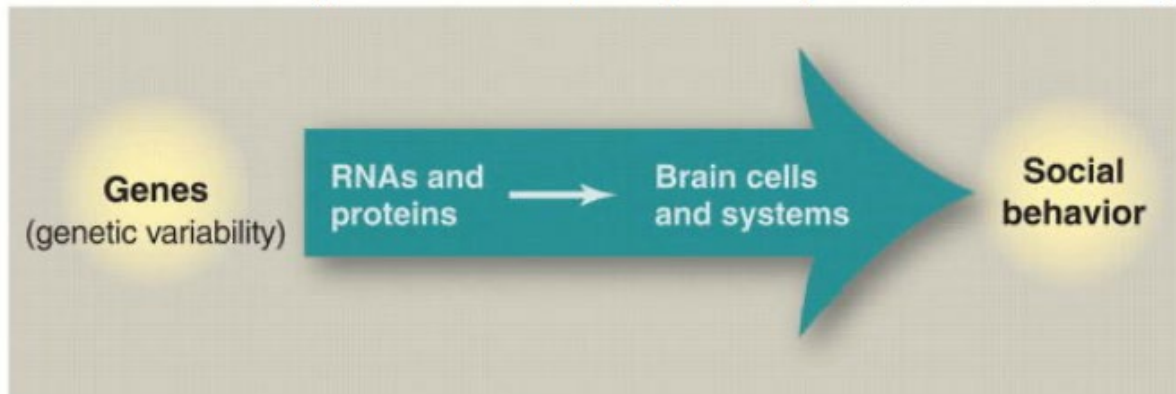 Genes
(genetic variability)
RNAs and
proteins
Brain cells
and systems
Social
behavior